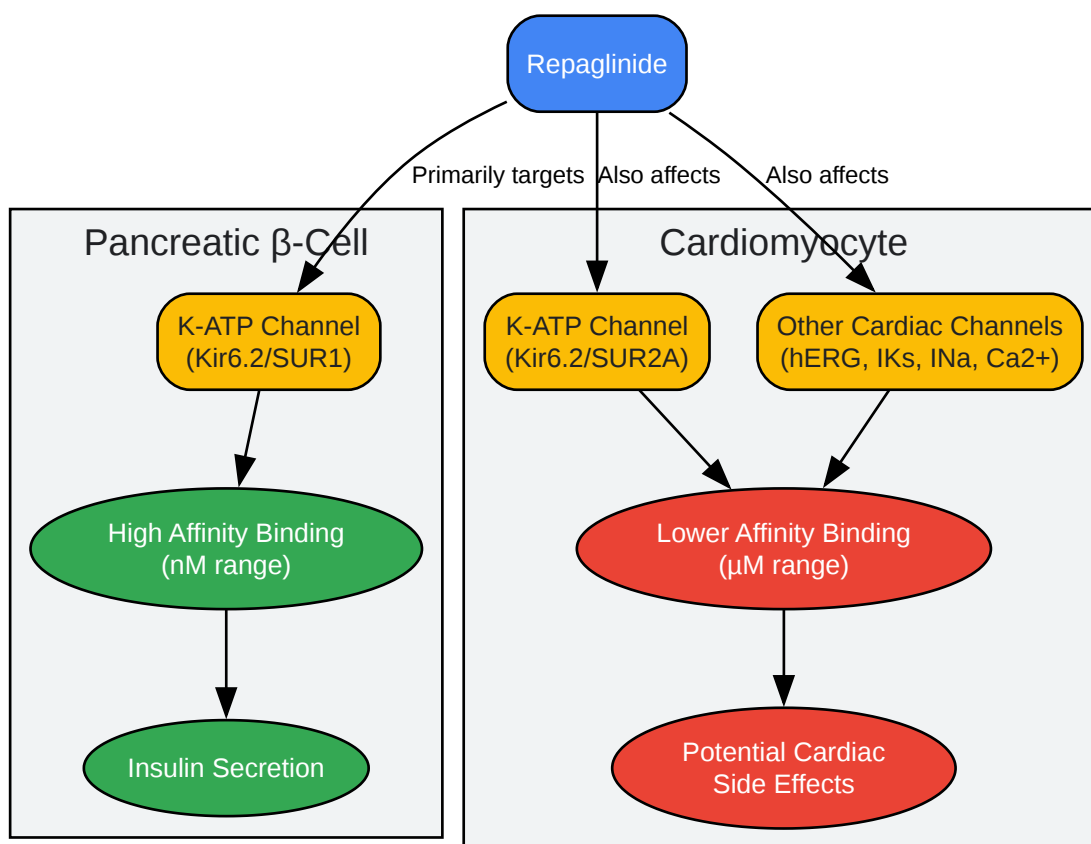 Repaglinide
Primarily targets
Also affects
Also affects
Pancreatic β-Cell
Cardiomyocyte
K-ATP Channel
(Kir6.2/SUR1)
K-ATP Channel
(Kir6.2/SUR2A)
Other Cardiac Channels
(hERG, IKs, INa, Ca2+)
High Affinity Binding
(nM range)
Lower Affinity Binding
(µM range)
Insulin Secretion
Potential Cardiac
Side Effects